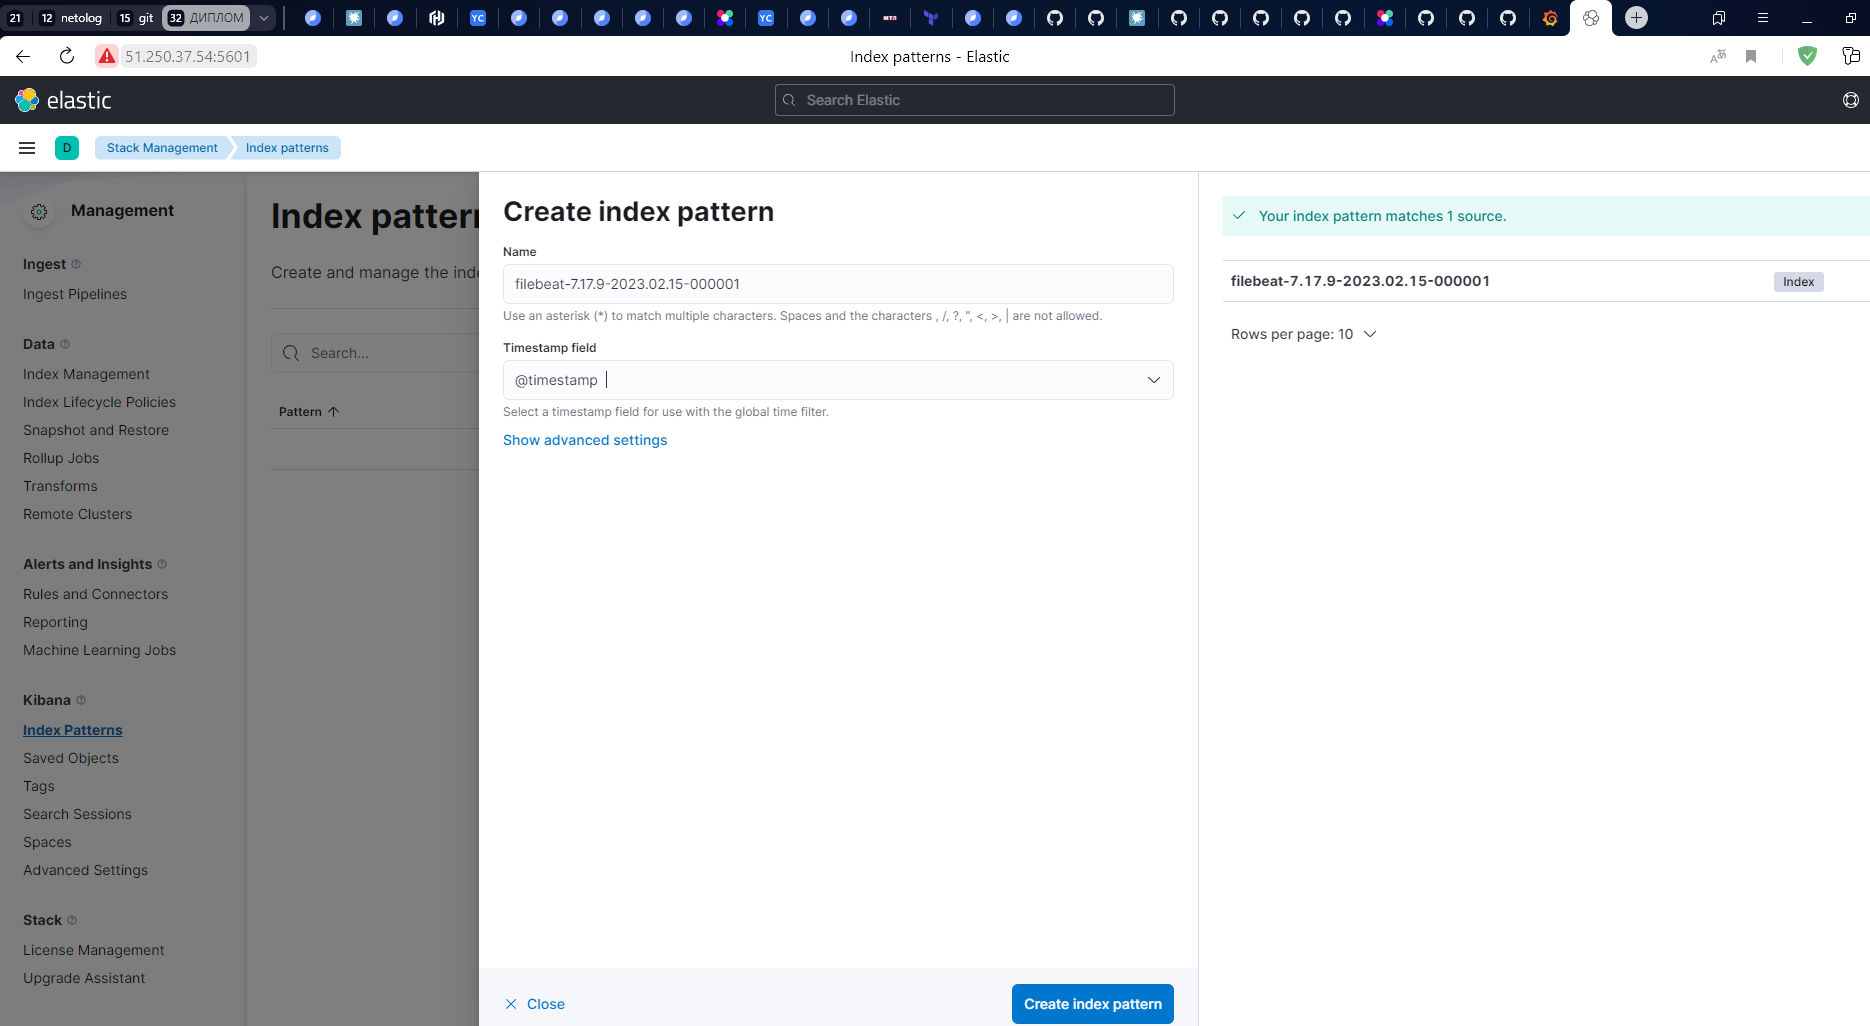 21 12 netolog 15 git 32 ДИПЛОМ YC YC МТЛ
51.250.37.54:5601 Index patterns - Elastic
elastic Search Elastic
D Stack Management Index patterns
Management
Ingest
Ingest Pipelines
Data
Index Management
Index Lifecycle Policies
Snapshot and Restore
Rollup Jobs
Transforms
Remote Clusters
Alerts and Insights
Rules and Connectors
Reporting
Machine Learning Jobs
Kibana
Index Patterns
Saved Objects
Tags
Search Sessions
Spaces
Advanced Settings
Stack
License Management
Upgrade Assistant
Index patter
Create and manage the ind
Search...
Pattern
Create index pattern
Name
filebeat-7.17.9-2023.02.15-000001
Use an asterisk (*) to match multiple characters. Spaces and the characters , /, ?, ", <, >, | are not allowed.
Timestamp field
@timestamp
Select a timestamp field for use with the global time filter.
Show advanced settings
Close
Create index pattern
Your index pattern matches 1 source.
filebeat-7.17.9-2023.02.15-000001 Index
Rows per page: 10